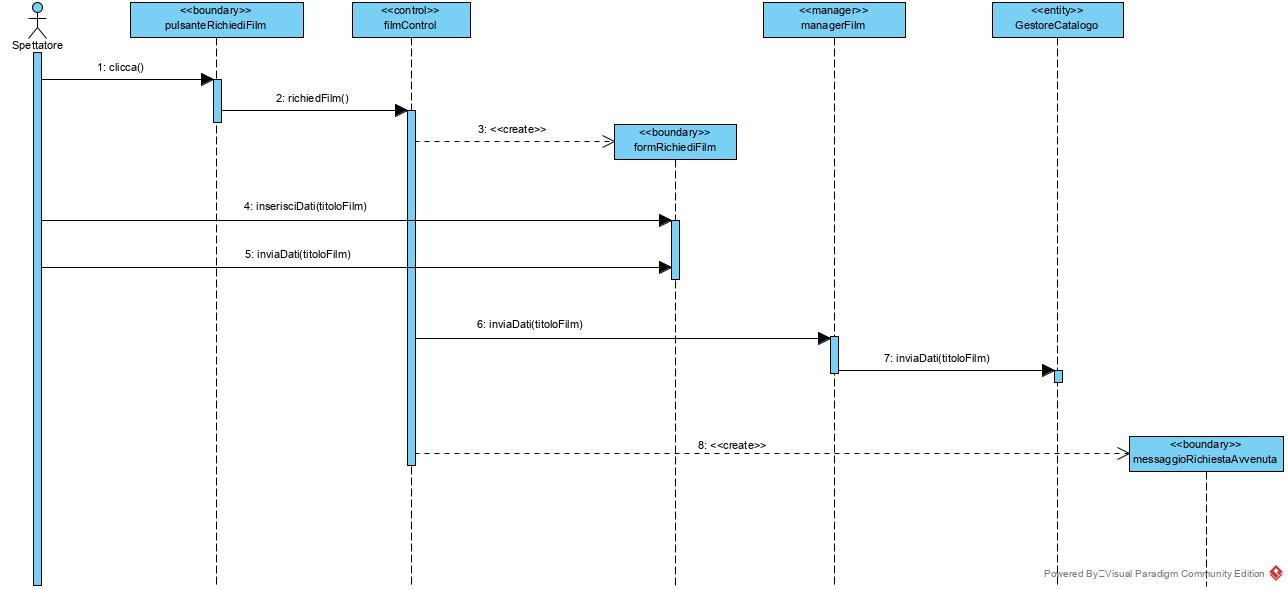 <<boundary>>
pulsanteRichiediFilm
<<control>>
filmControl
<<manager>>
managerFilm
<<entity>>
GestoreCatalogo
Spettatore
1: clicca()
2: richiedFilm()
3: <<create>>
<<boundary>>
formRichiediFilm
4: inserisciDati(titoloFilm)
5: inviaDati(titoloFilm)
6: inviaDati(titoloFilm)
7: inviaDati(titoloFilm)
8: <<create>>
<<boundary>>
messaggioRichiestaAvvenuta
Powered By Visual Paradigm Community Edition